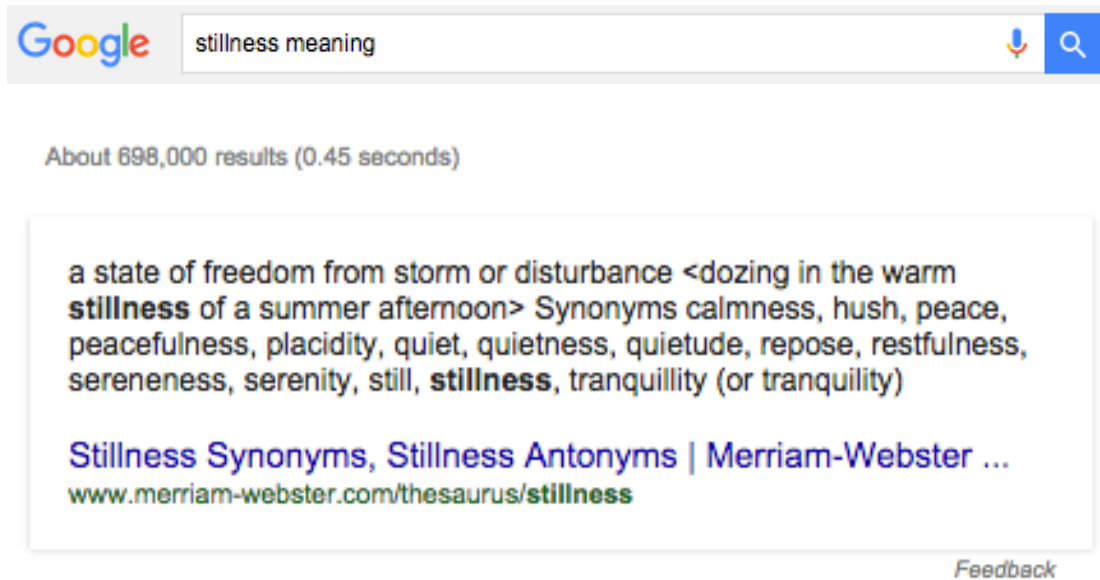 Google stillness meaning
About 698,000 results (0.45 seconds)
a state of freedom from storm or disturbance <dozing in the warm
stillness of a summer afternoon> Synonyms calmness, hush, peace,
peacefulness, placidity, quiet, quietness, quietude, repose, restfulness,
sereneness, serenity, still, stillness, tranquillity (or tranquility)
Stillness Synonyms, Stillness Antonyms | Merriam-Webster ...
www.merriam-webster.com/thesaurus/stillness
Feedback